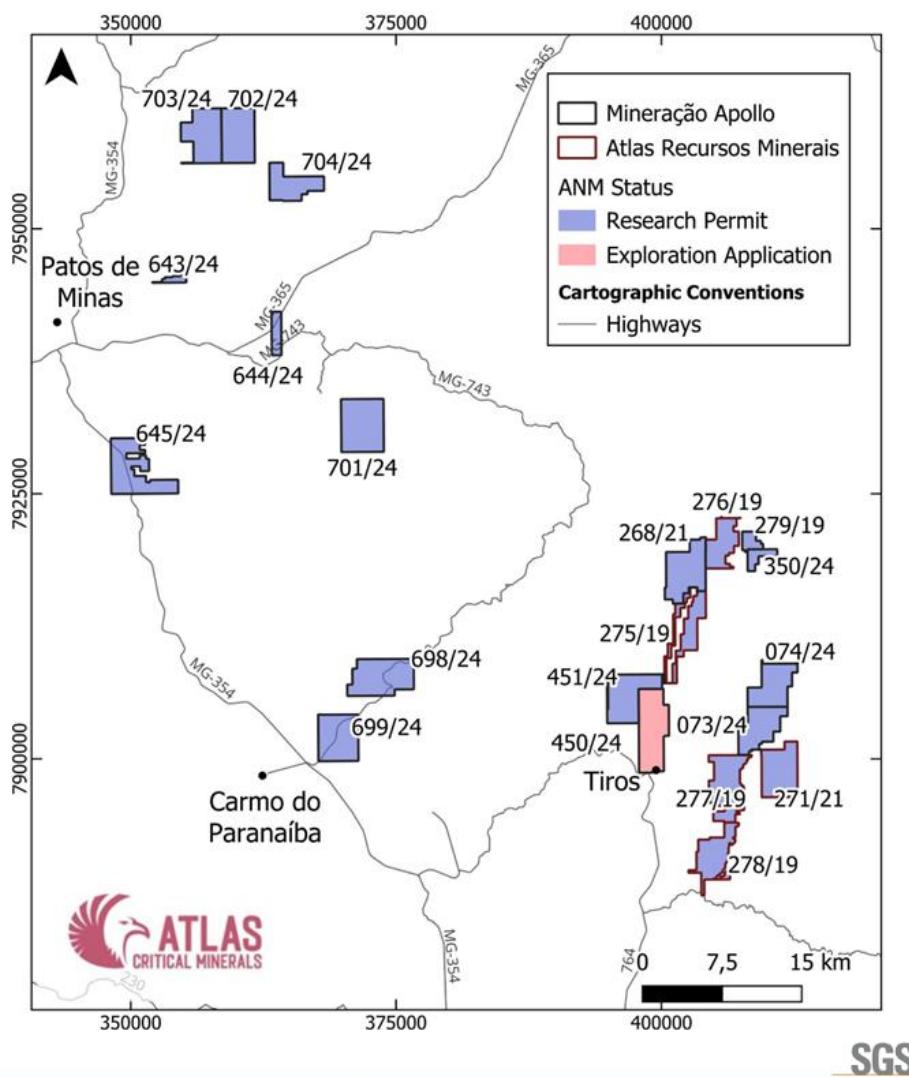 350000
375000
400000
7950000
7925000
7900000
703/24
702/24
704/24
MG-354
MG-365
643/24
Patos de
Minas
MG-365
MG-743
644/24
MG-743
645/24
701/24
Mineração Apollo
Atlas Recursos Minerais
ANM Status
Research Permit
Exploration Application
Cartographic Conventions
Highways
276/19
268/21
279/19
350/24
275/19
074/24
698/24
451/24
MG-354
699/24
450/24
073/24
Tiros
277/19
271/21
Carmo do
Paranaíba
278/19
ATLAS
CRITICAL MINERALS
230
MG-354
764
0
7,5
15 km
350000
375000
400000
SGS